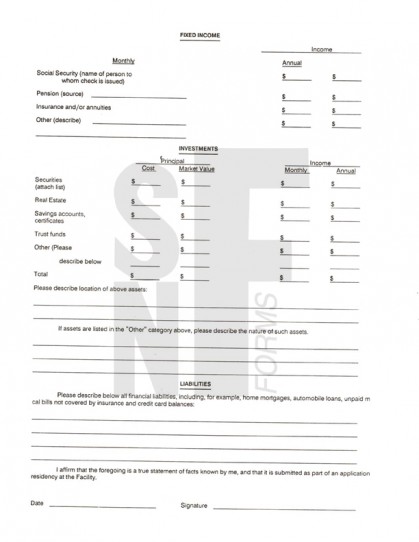 FIXED INCOME
Income
Monthly Annual
Social Security (name of person to
whom check is issued) $ $
Pension (source) $ $
Insurance and/or annuities $ $
Other (describe) $ $
INVESTMENTS
Principal Income
Cost Market Value Monthly Annual
Securities $ $ $ $
(attach list)
Real Estate $ $ $ $
Savings accounts, $ $ $ $
certificates
Trust funds $ $ $ $
Other (Please $ $ $ $
describe below
Total $ $ $ $
Please describe location of above assets:
If assets are listed in the "Other" category above, please describe the nature of such assets.
LIABILITIES
Please describe below all financial liabilities, including, for example, home mortgages, automobile loans, unpaid m
cal bills not covered by insurance and credit card balances:
I affirm that the foregoing is a true statement of facts known by me, and that it is submitted as part of an application
residency at the Facility.
Date Signature
SNF
FORMS